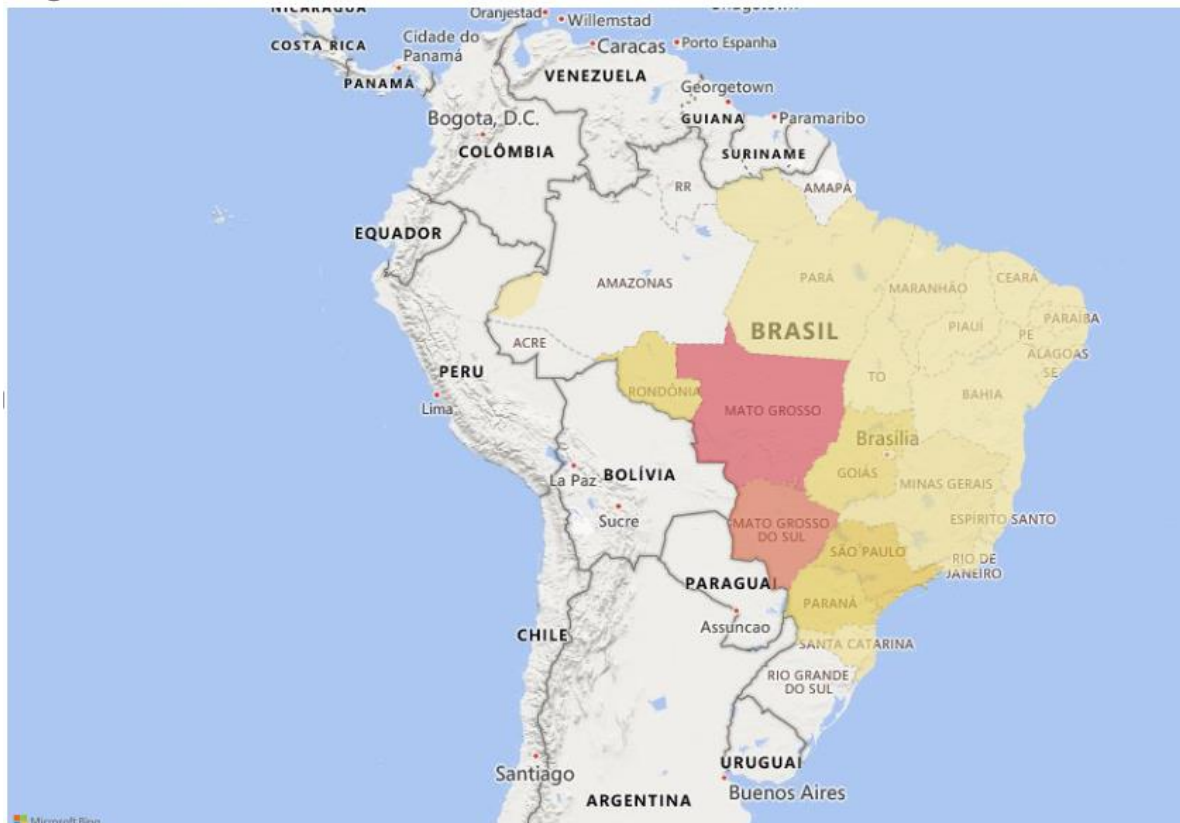 NICARÁGUA
Oranjestad
Willemstad
COSTA RICA
Cidade do
Panamá
Caracas
Porto Espanha
PANAMÁ
VENEZUELA
Georgetown
Bogota, D.C.
GUIANA
Paramaribo
COLÔMBIA
SURINAME
RR
AMAPÁ
EQUADOR
AMAZONAS
PARÁ
MARANHÃO
CEARÁ
BRASIL
PIAUÍ
PARAÍBA
PE
ACRE
ALAGOAS
SE
PERU
TO
RONDÔNIA
BAHIA
Lima
MATO GROSSO
Brasília
La Paz
BOLÍVIA
GOIÁS
MINAS GERAIS
Sucre
MATO GROSSO
DO SUL
ESPÍRITO SANTO
SÃO PAULO
RIO DE
JANEIRO
PARAGUAI
PARANÁ
Assuncao
CHILE
SANTA CATARINA
RIO GRANDE
DO SUL
URUGUAI
Santiago
Buenos Aires
ARGENTINA
Microsoft Bing